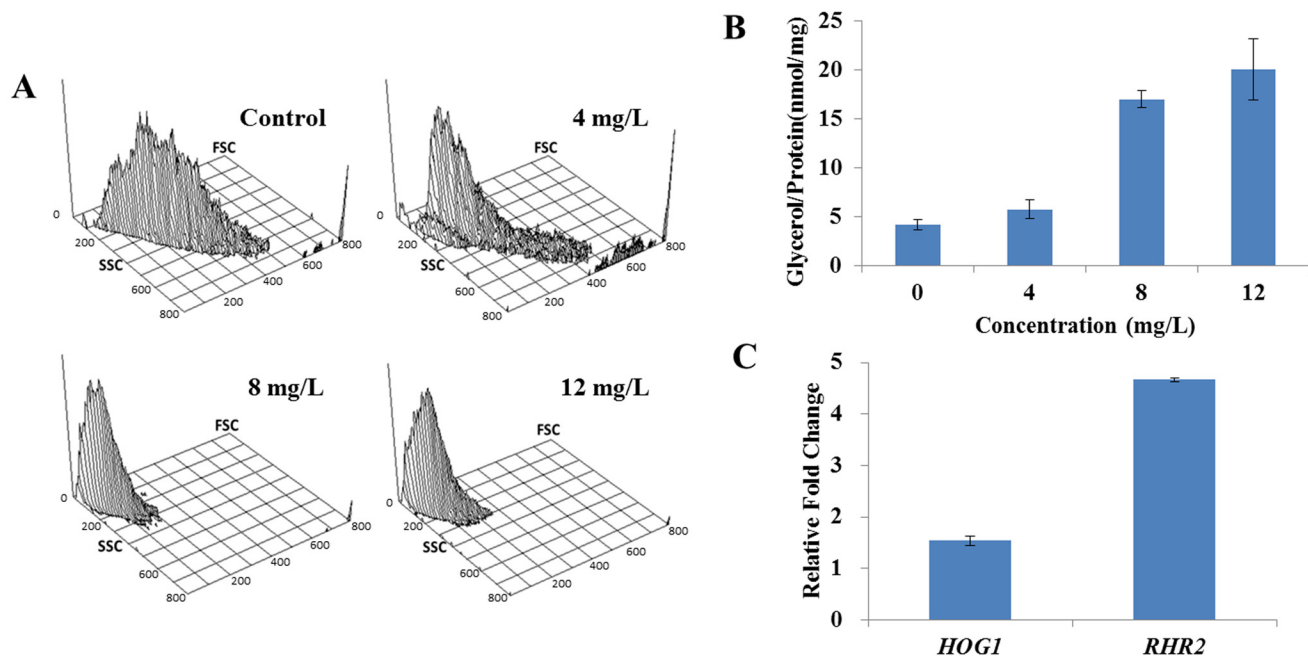 A
Control
FSC
0
200
SSC
600
800
200
400
600
800
4 mg/L
FSC
0
200
SSC
600
800
200
400
600
800
8 mg/L
FSC
0
200
SSC
600
800
200
400
600
800
12 mg/L
FSC
0
200
SSC
600
800
200
400
600
800
B
Glycerol/Protein(nmol/mg)
25
20
15
10
5
0
0 4 8 12
Concentration (mg/L)
C
Relative Fold Change
5
4
3
2
1
0
HOG1 RHR2